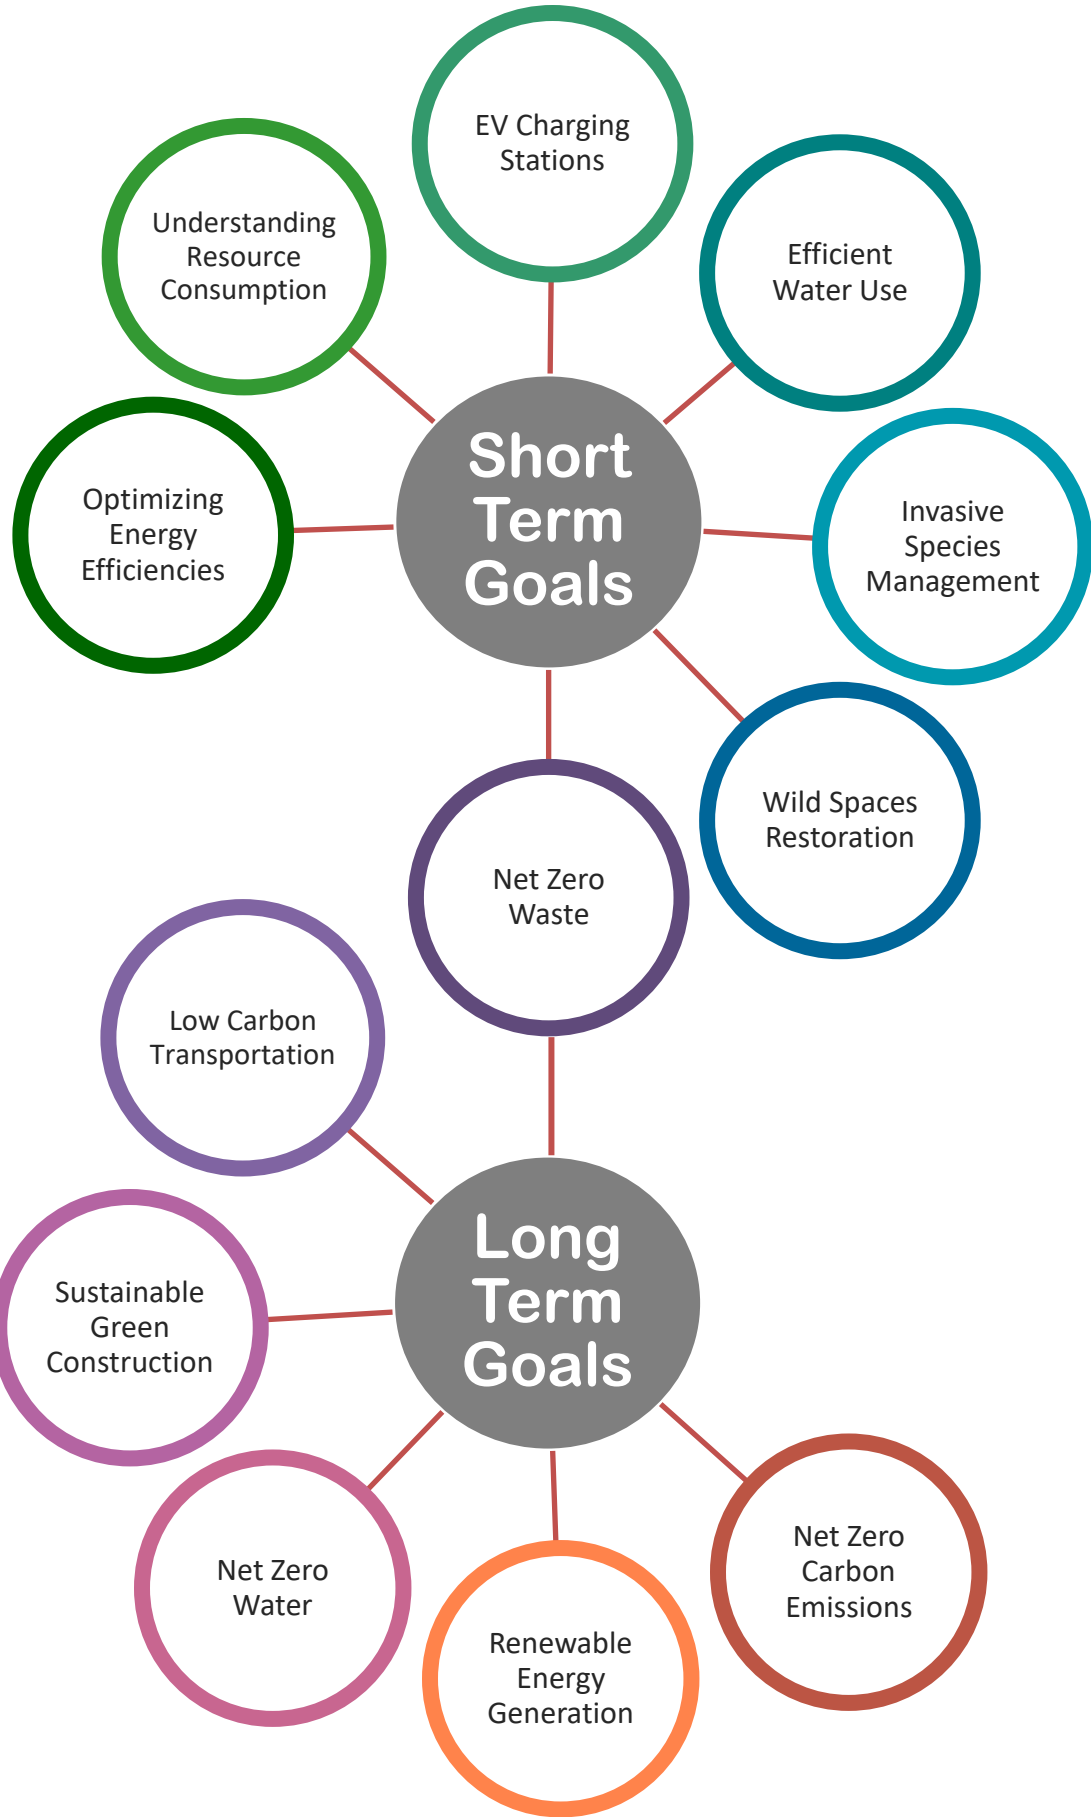 EV Charging
Stations
Understanding
Resource
Consumption
Efficient
Water Use
Short
Term
Goals
Optimizing
Energy
Efficiencies
Invasive
Species
Management
Wild Spaces
Restoration
Net Zero
Waste
Low Carbon
Transportation
Long
Term
Goals
Sustainable
Green
Construction
Net Zero
Water
Renewable
Energy
Generation
Net Zero
Carbon
Emissions